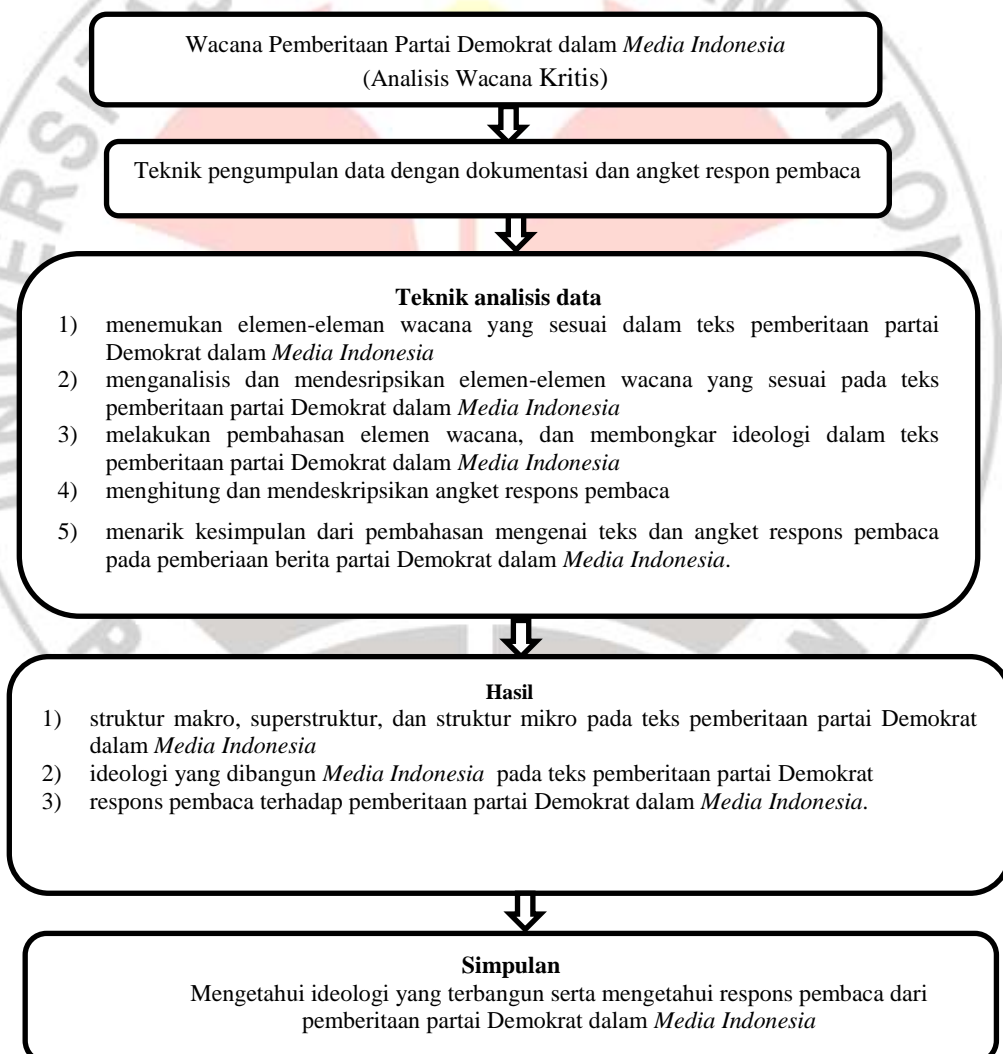 Wacana Pemberitaan Partai Demokrat dalam Media Indonesia
(Analisis Wacana Kritis)
Teknik pengumpulan data dengan dokumentasi dan angket respon pembaca
Teknik analisis data
1) menemukan elemen-eleman wacana yang sesuai dalam teks pemberitaan partai
Demokrat dalam Media Indonesia
2) menganalisis dan mendesripsikan elemen-elemen wacana yang sesuai pada teks
pemberitaan partai Demokrat dalam Media Indonesia
3) melakukan pembahasan elemen wacana, dan membongkar ideologi dalam teks
pemberitaan partai Demokrat dalam Media Indonesia
4) menghitung dan mendeskripsikan angket respons pembaca
5) menarik kesimpulan dari pembahasan mengenai teks dan angket respons pembaca
pada pemberiaan berita partai Demokrat dalam Media Indonesia.
Hasil
1) struktur makro, superstruktur, dan struktur mikro pada teks pemberitaan partai Demokrat
dalam Media Indonesia
2) ideologi yang dibangun Media Indonesia pada teks pemberitaan partai Demokrat
3) respons pembaca terhadap pemberitaan partai Demokrat dalam Media Indonesia.
Simpulan
Mengetahui ideologi yang terbangun serta mengetahui respons pembaca dari
pemberitaan partai Demokrat dalam Media Indonesia